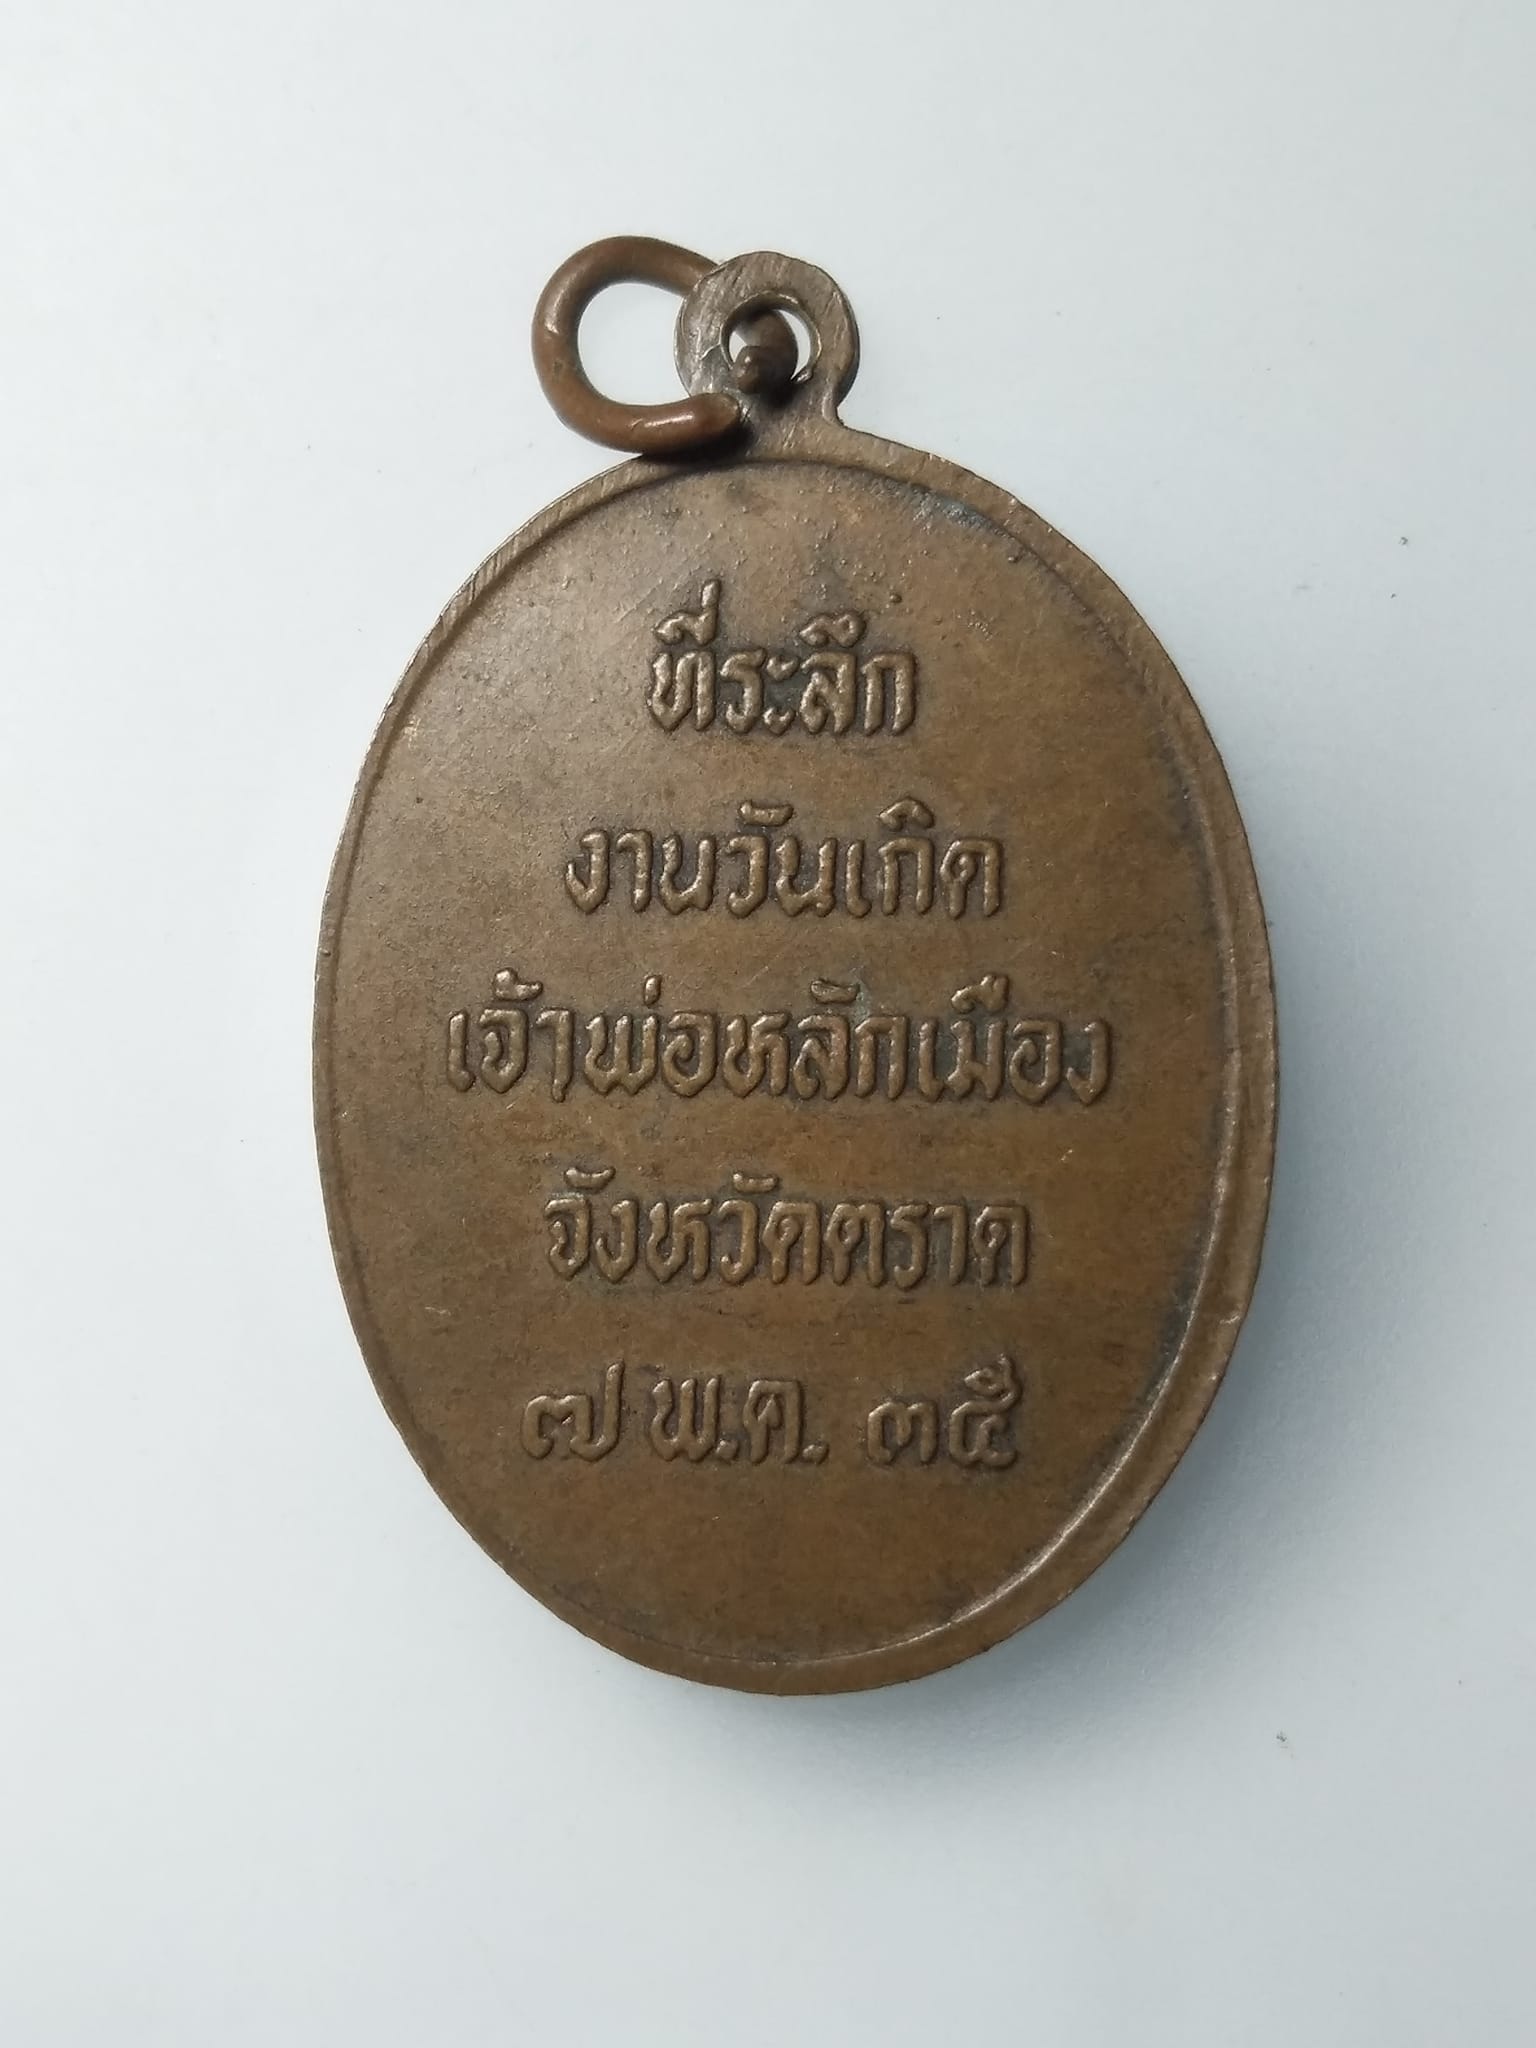 ที่ระลึก
งานวันเกิด
เจ้าพ่อหลักเมือง
จังหวัดตราด
๗ พ.ค. ๓๕